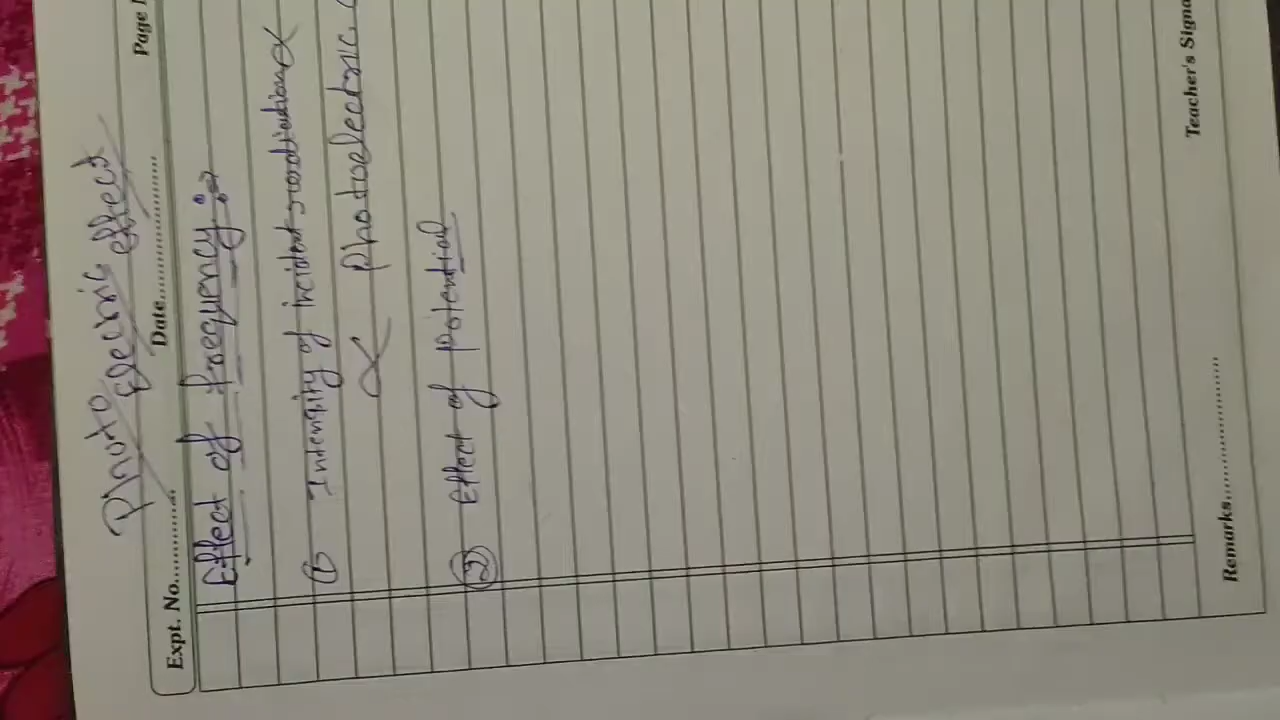 Photo Electric effect
Page
Expt. No............
Date....................
Effect of frequency :-
① Intensity of incident radiation ∝
∝ Photoelectric
② Effect of Potential
Teacher's Signa
Remarks....................